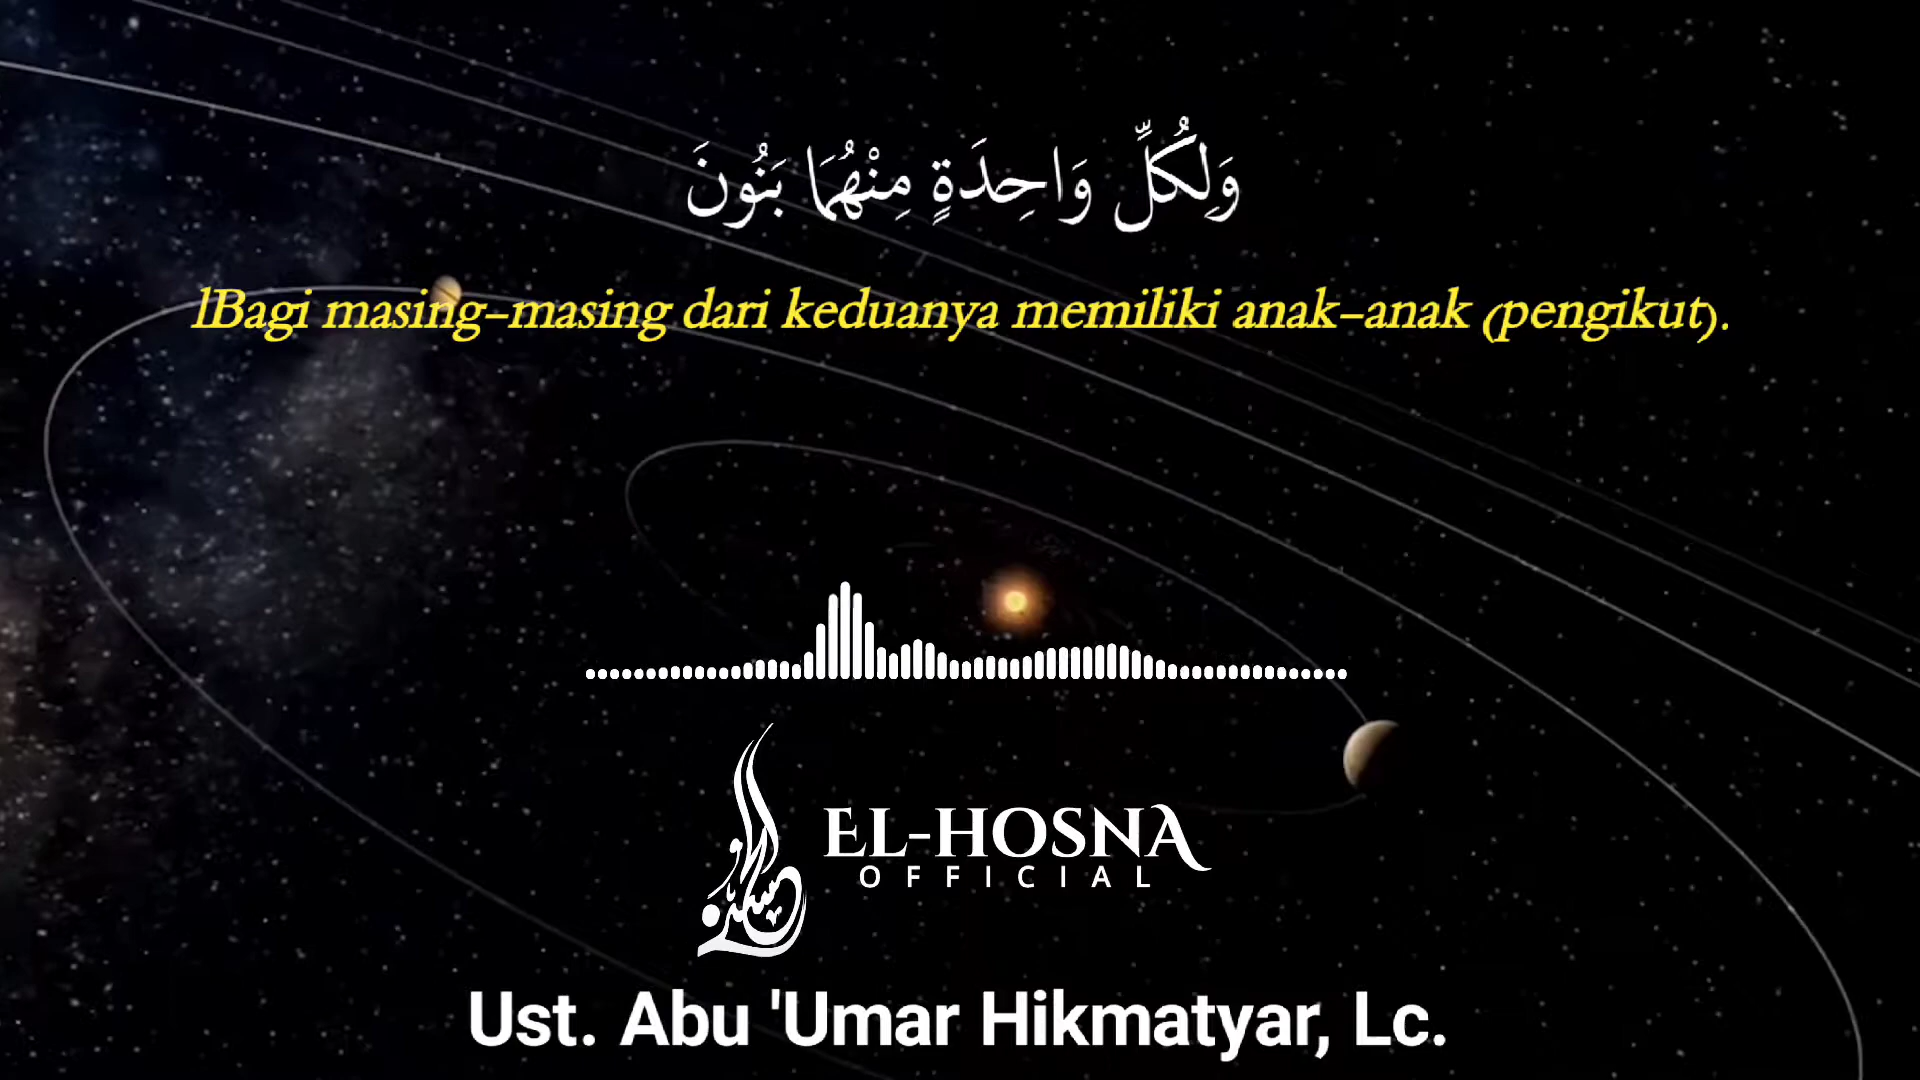 وَلِكُلِّ وَاحِدَةٍ مِنْهُمَا بَنُونَ
lBagi masing-masing dari keduanya memiliki anak-anak (pengikut).
EL-HOSNA
OFFICIAL
Ust. Abu 'Umar Hikmatyar, Lc.